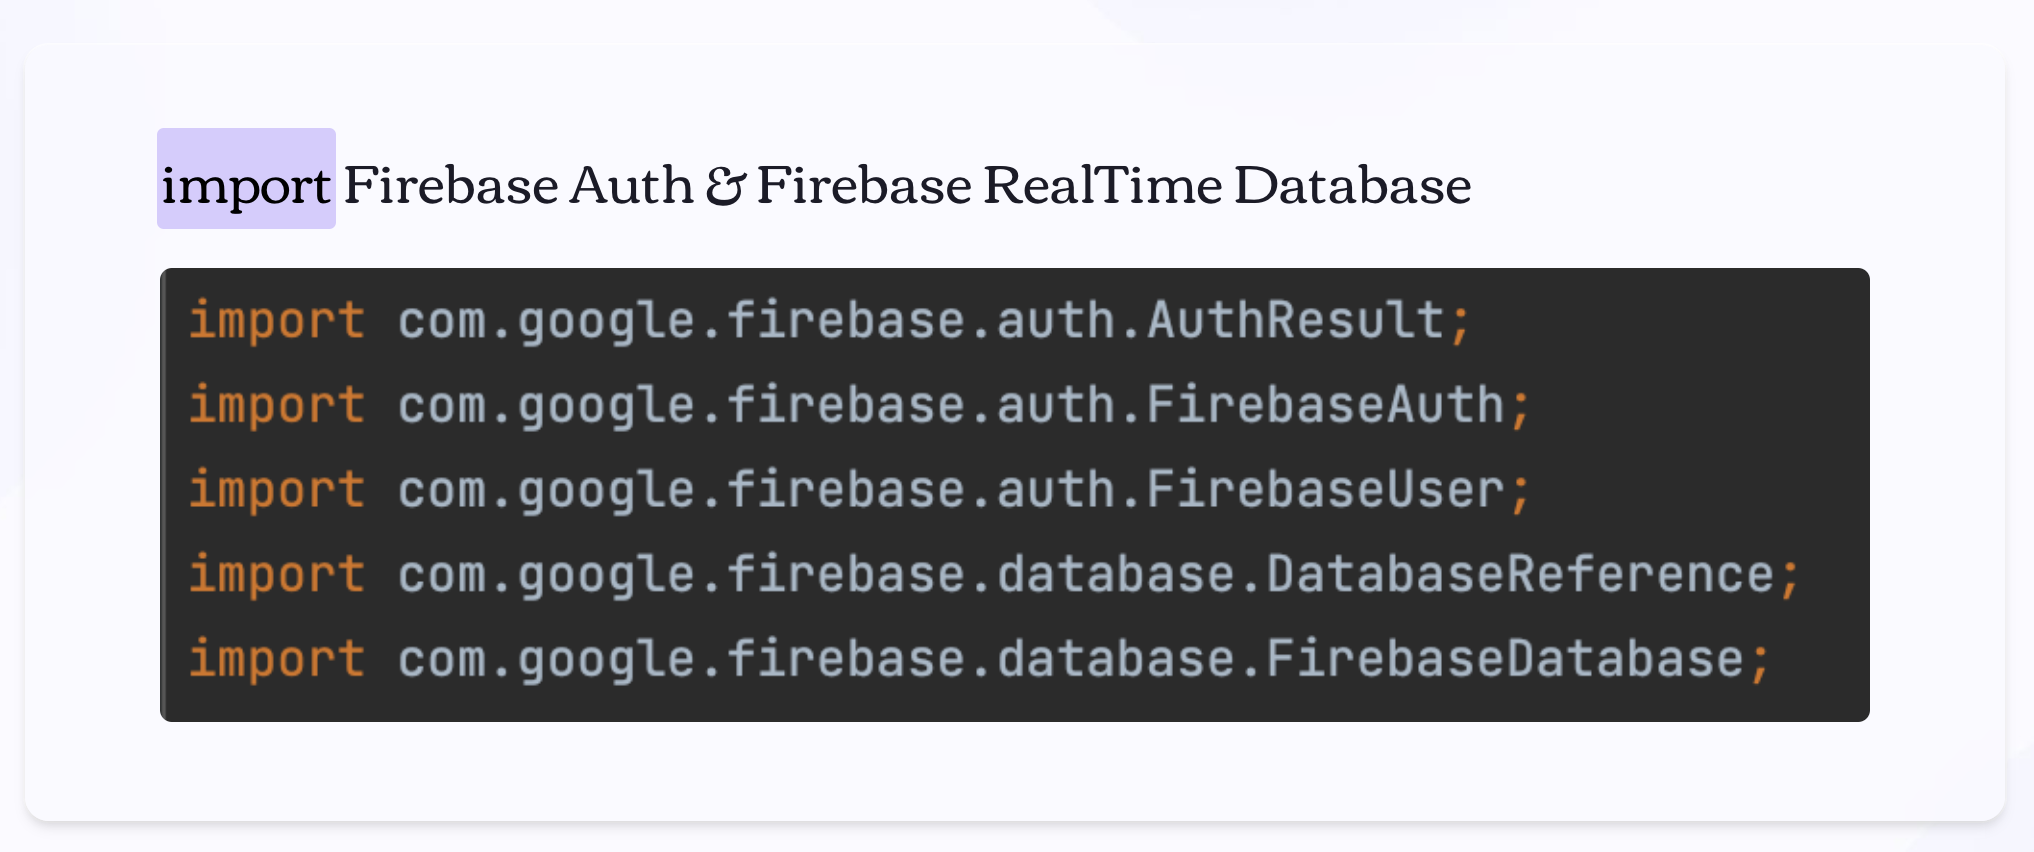 import Firebase Auth & Firebase RealTime Database
import com.google.firebase.auth.AuthResult;
import com.google.firebase.auth.FirebaseAuth;
import com.google.firebase.auth.FirebaseUser;
import com.google.firebase.database.DatabaseReference;
import com.google.firebase.database.FirebaseDatabase;